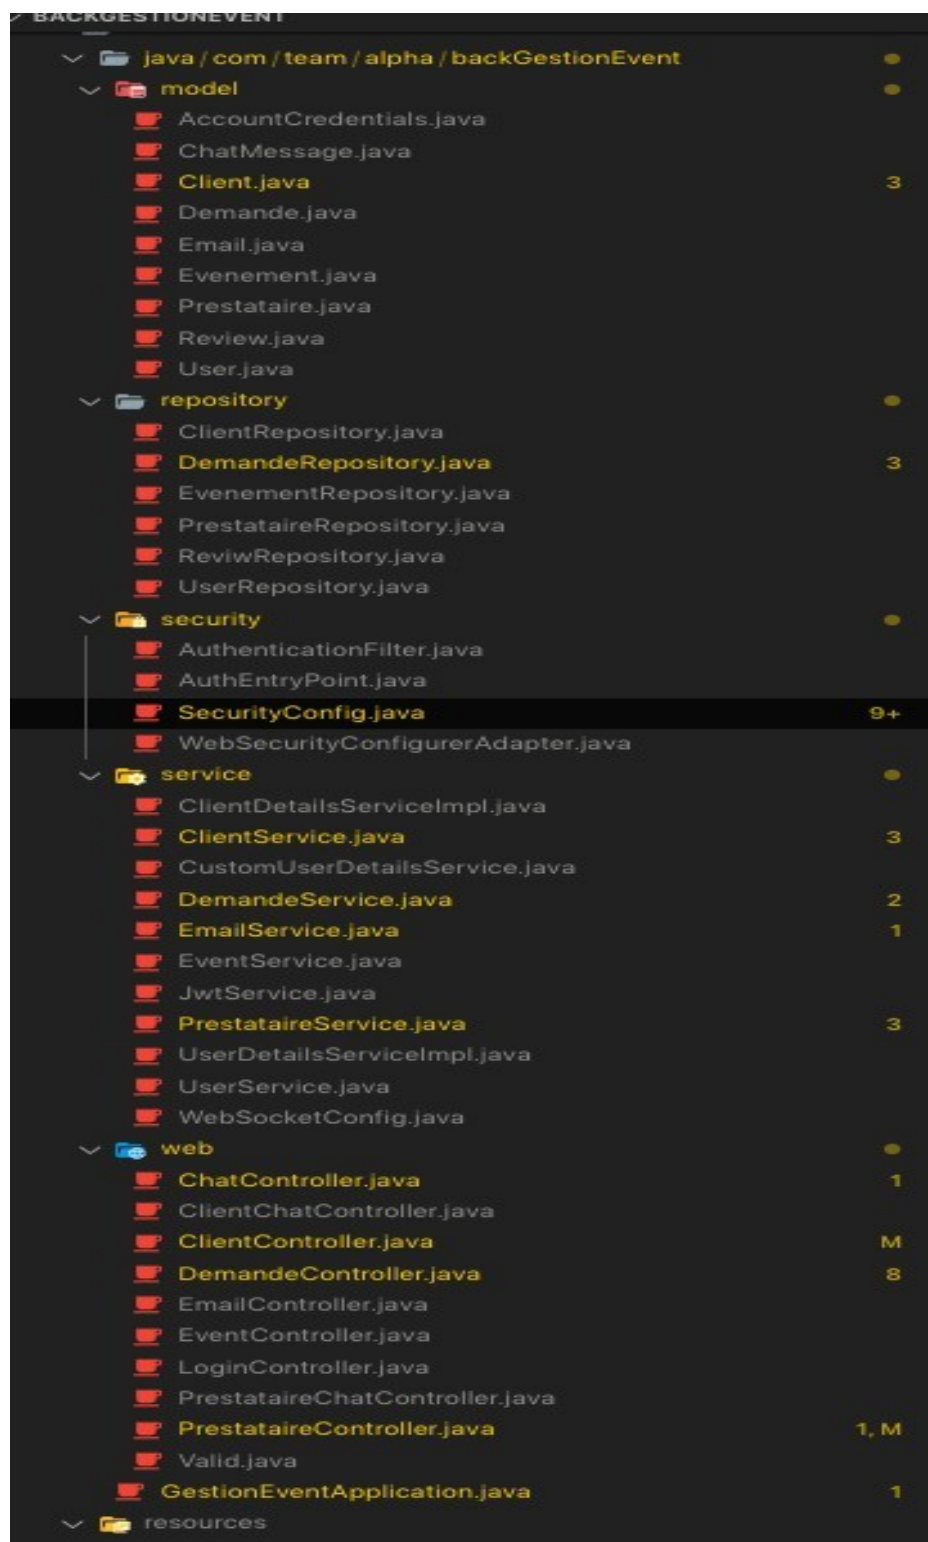 BACKGESTIONEVENT
java/com/team/alpha/backGestionEvent
model
AccountCredentials.java
ChatMessage.java
Client.java 3
Demande.java
Email.java
Evenement.java
Prestataire.java
Review.java
User.java
repository
ClientRepository.java
DemandeRepository.java 3
EvenementRepository.java
PrestataireRepository.java
ReviwRepository.java
UserRepository.java
security
AuthenticationFilter.java
AuthEntryPoint.java
SecurityConfig.java 9+
WebSecurityConfigurerAdapter.java
service
ClientDetailsServiceImpl.java
ClientService.java 3
CustomUserDetailsService.java
DemandeService.java 2
EmailService.java 1
EventService.java
JwtService.java
PrestataireService.java 3
UserDetailsServiceImpl.java
UserService.java
WebSocketConfig.java
web
ChatController.java 1
ClientChatController.java
ClientController.java M
DemandeController.java 8
EmailController.java
EventController.java
LoginController.java
PrestataireChatController.java
PrestataireController.java 1, M
Valid.java
GestionEventApplication.java 1
resources